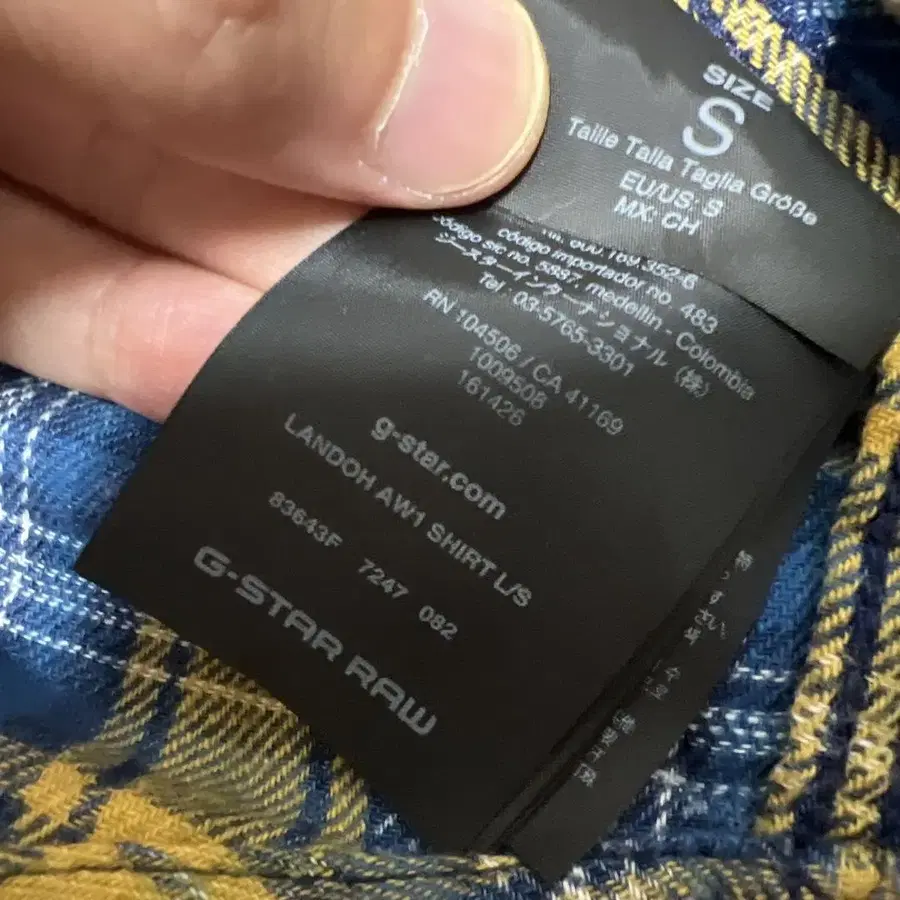 SIZE
S
Taille Talla Taglia Größe
EU/US: S
MX: CH
código importador no. 483
código sic no. 5887, medellin - Colombia
ジースターインターナショナル (株)
Tel. 03-5765-3301
RN 104506 / CA 41169
1009508
161426
g-star.com
LANDOH AW1 SHIRT L/S
83643F 7247 082
G-STAR RAW